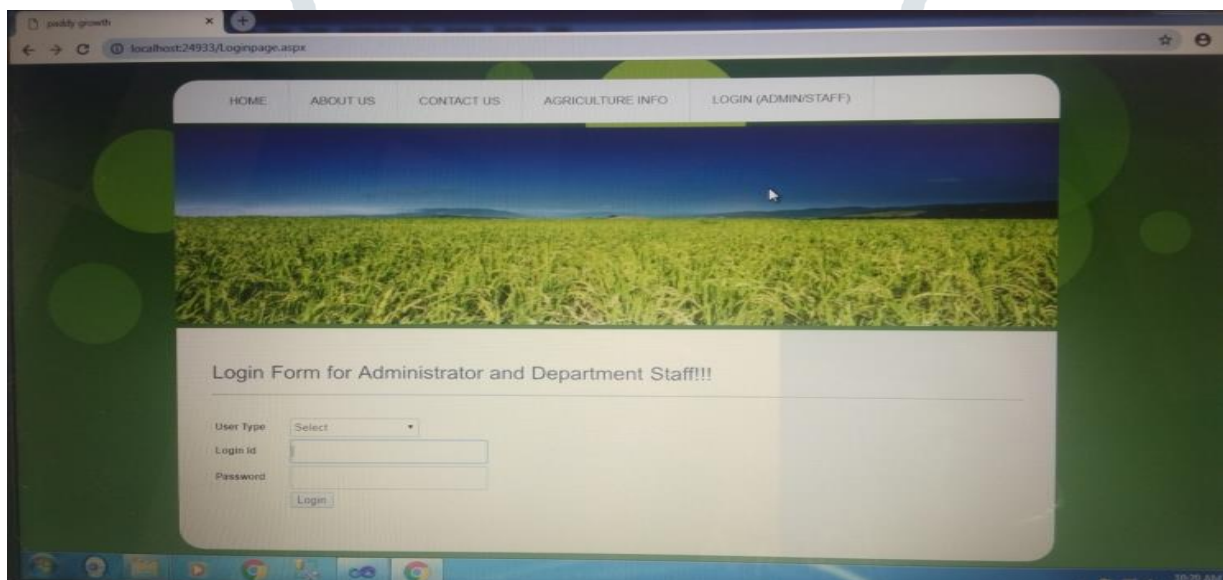 paddy growth
localhost:24933/Loginpage.aspx
HOME ABOUT US CONTACT US AGRICULTURE INFO LOGIN (ADMIN/STAFF)
Login Form for Administrator and Department Staff!!!
User Type Select
Login Id
Password
Login